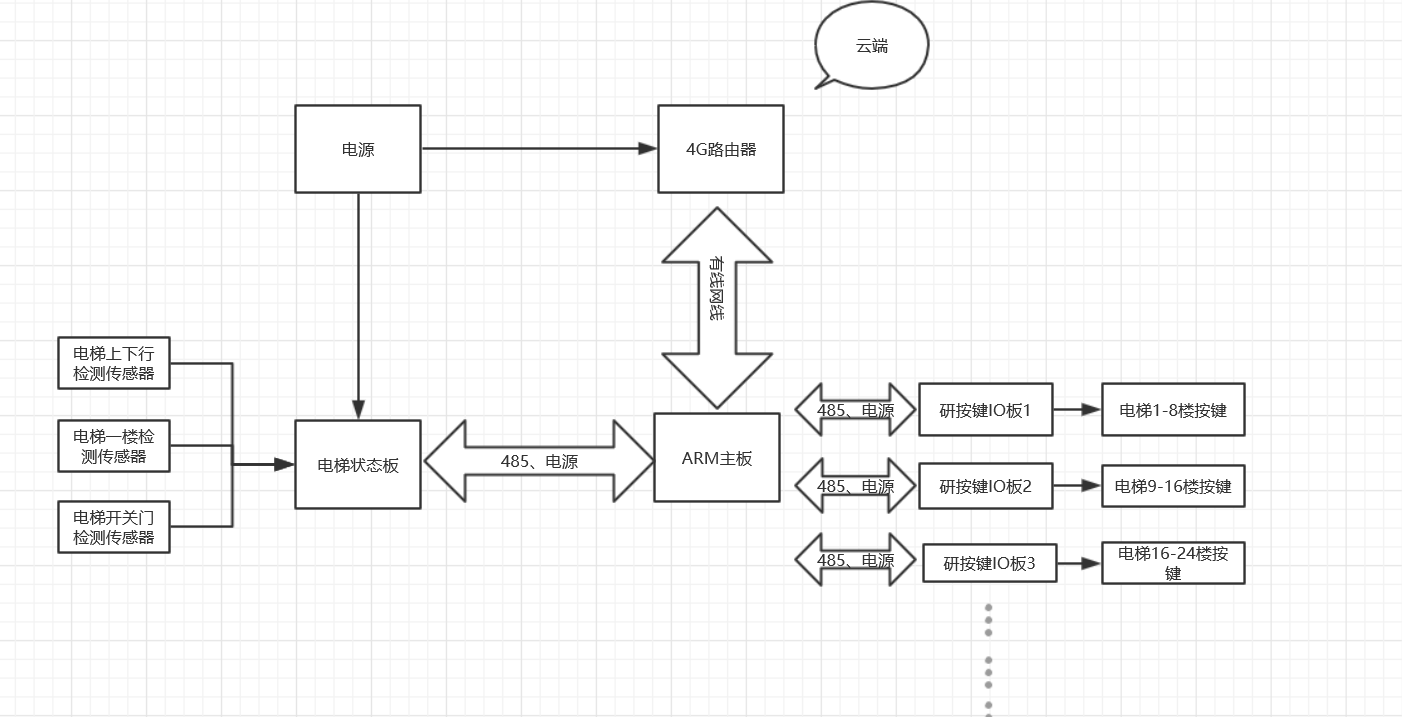 云端
电源
4G路由器
有线网线
电梯上下行
检测传感器
电梯一楼检
测传感器
电梯开关门
检测传感器
电梯状态板
485、电源
ARM主板
485、电源
研按键IO板1
电梯1-8楼按键
485、电源
研按键IO板2
电梯9-16楼按键
485、电源
研按键IO板3
电梯16-24楼按
键